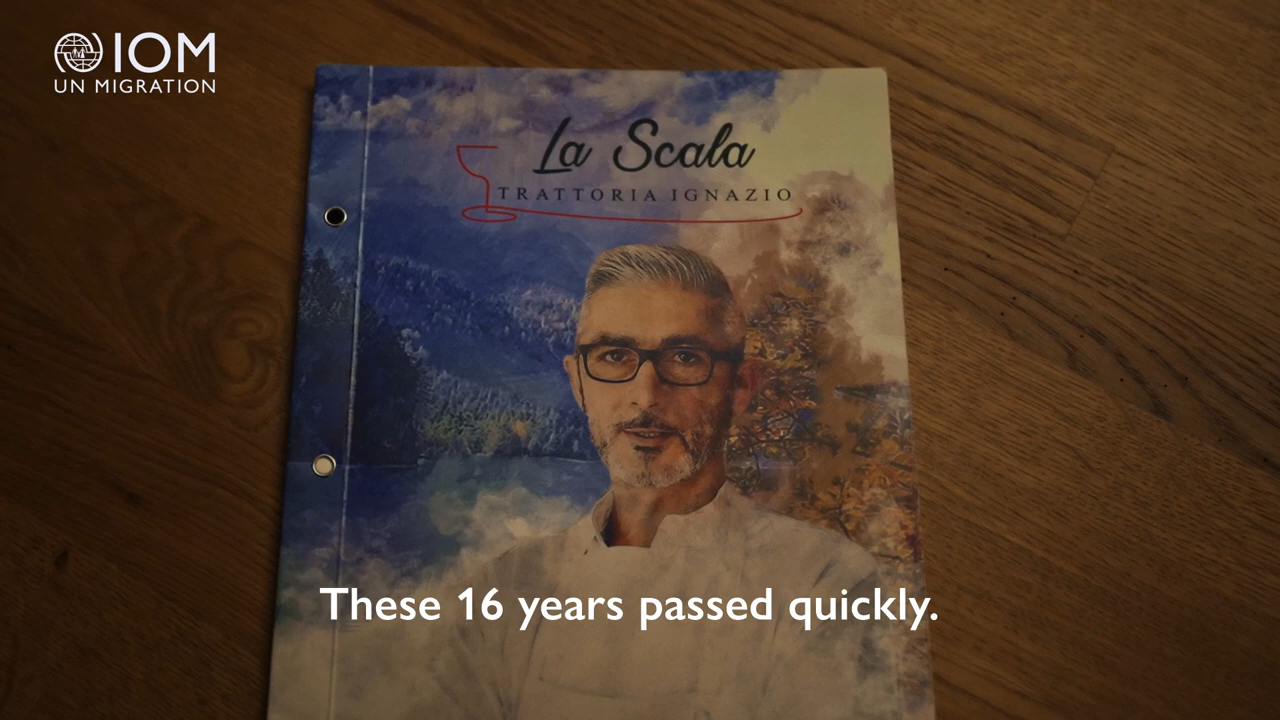 IOM
UN MIGRATION
La Scala
TRATTORIA IGNAZIO
These 16 years passed quickly.